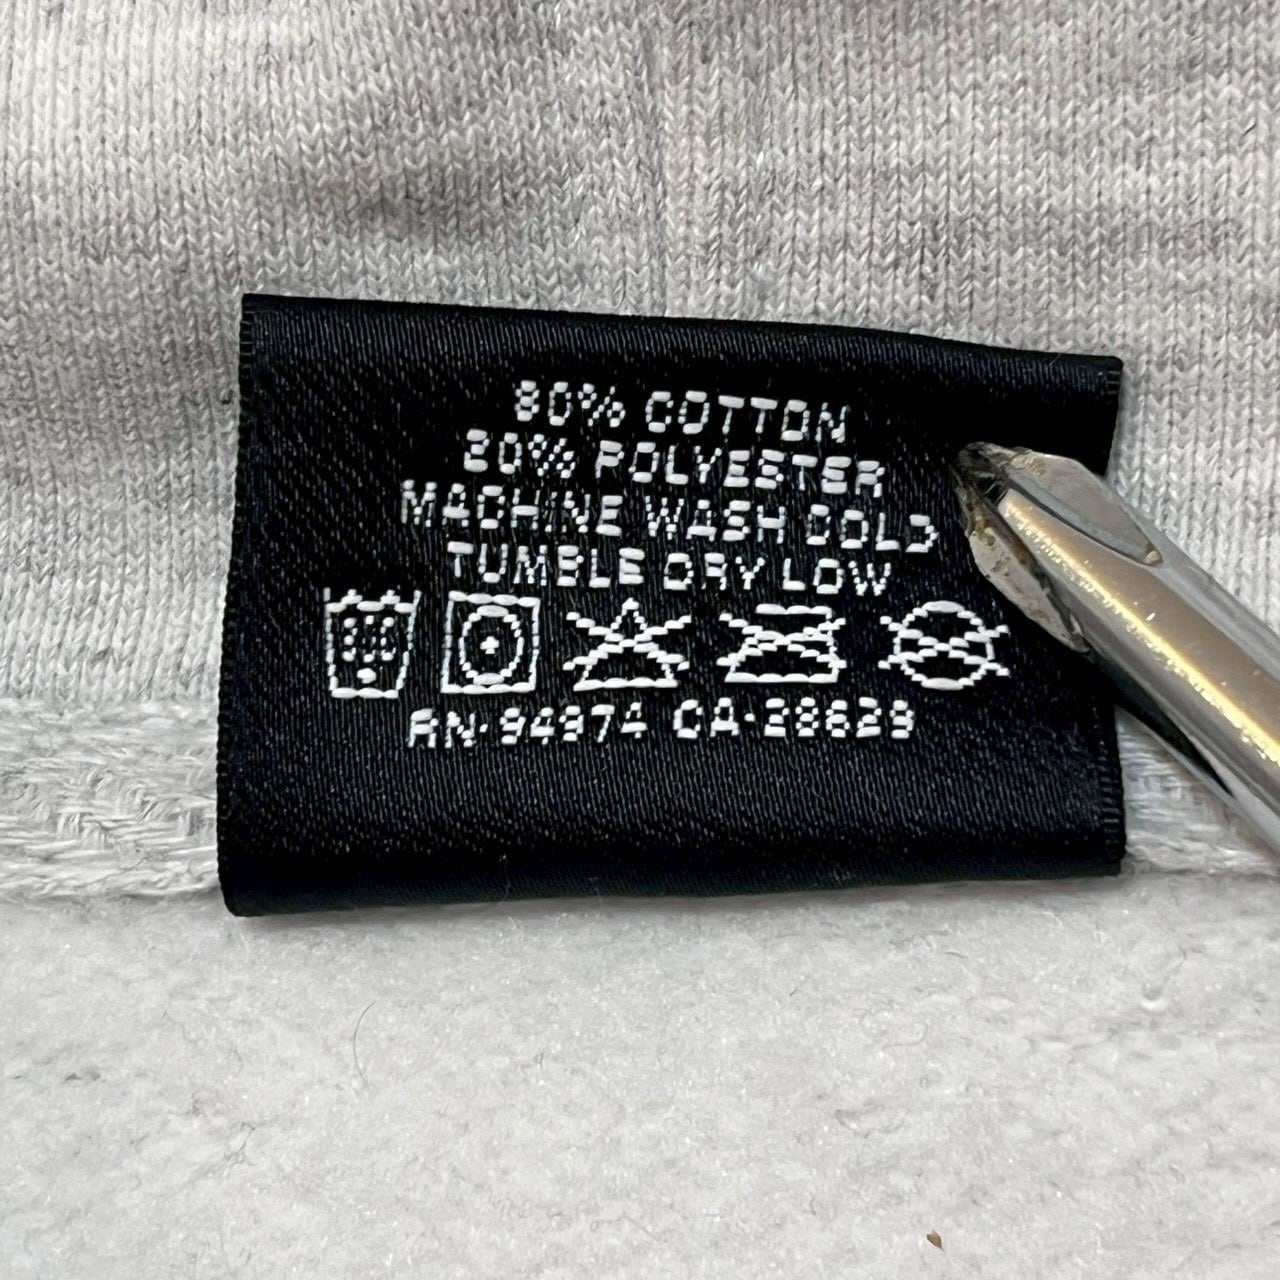 80% COTTON
20% POLYESTER
MACHINE WASH COLD
TUMBLE DRY LOW
RN-94974 CA-28629